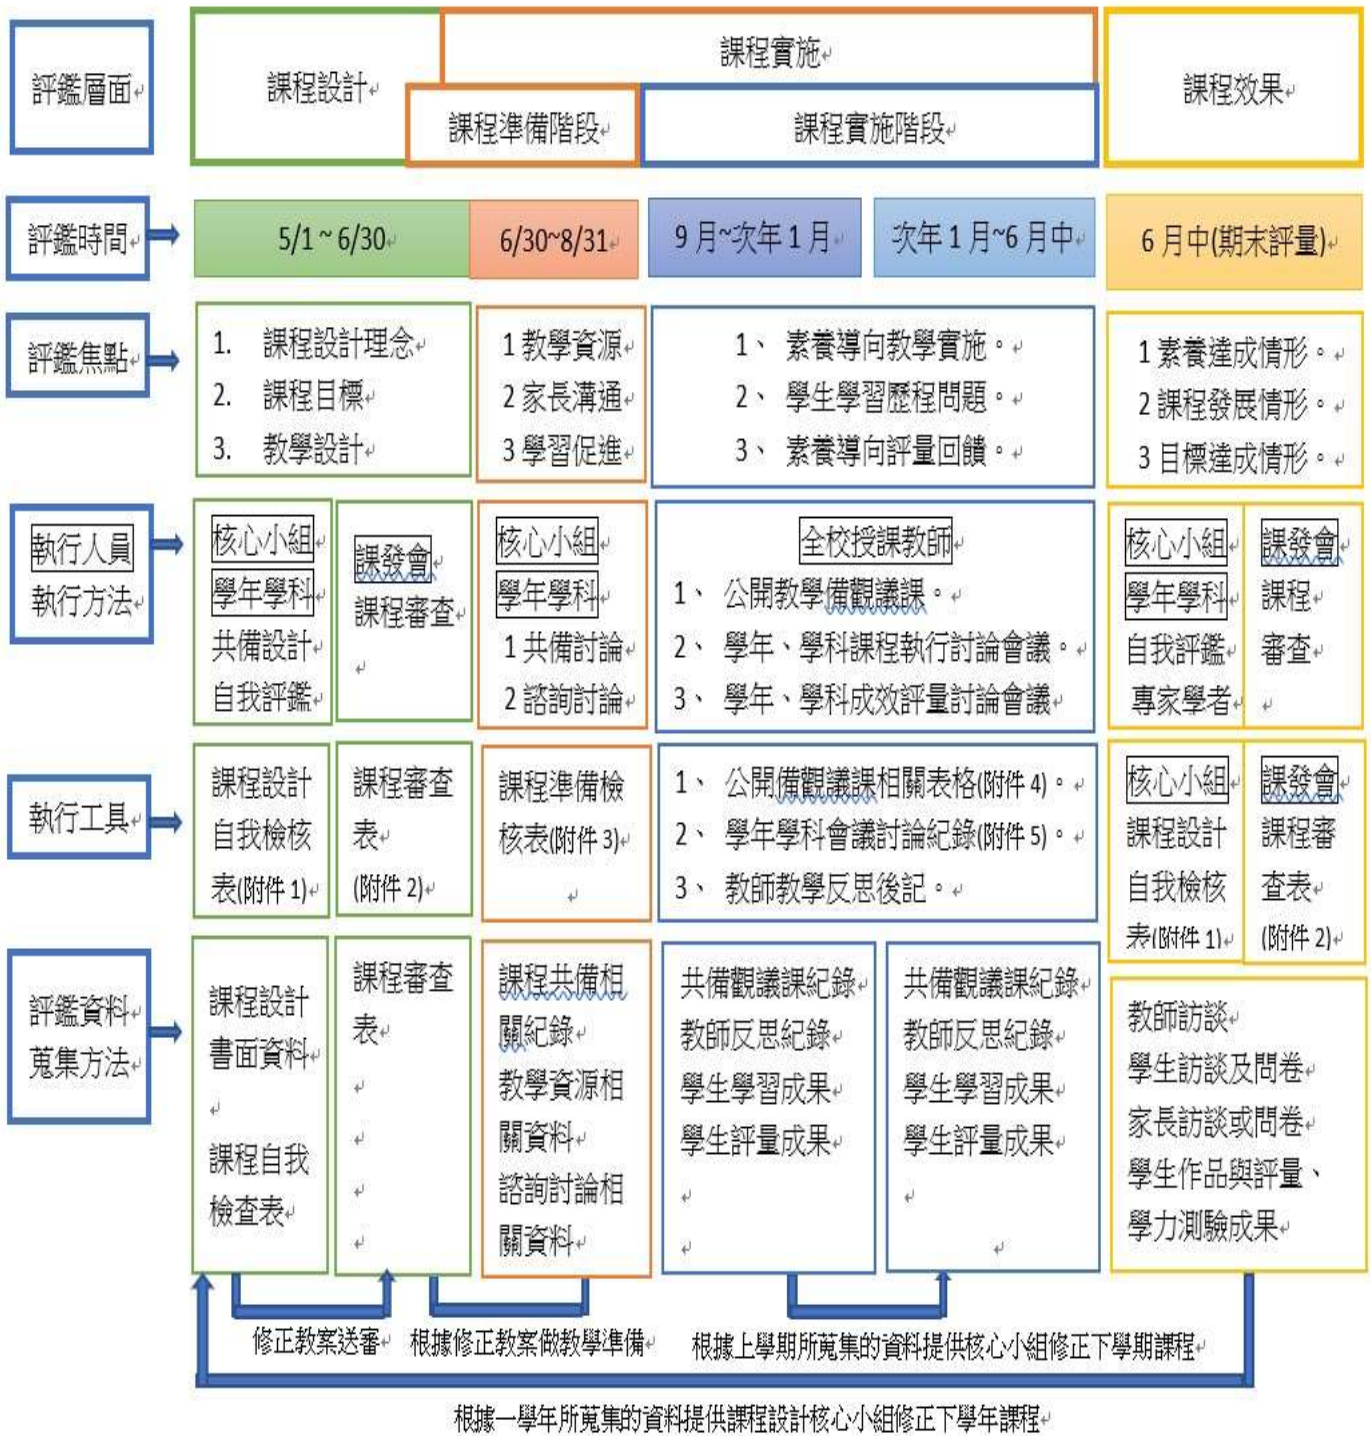 評鑑層面
課程設計
課程實施
課程準備階段
課程實施階段
課程效果
評鑑時間
5/1 ~ 6/30
6/30~8/31
9 月~次年 1 月
次年 1 月~6 月中
6 月中(期末評量)
評鑑焦點
1. 課程設計理念
2. 課程目標
3. 教學設計
1 教學資源
2 家長溝通
3 學習促進
1、 素養導向教學實施。
2、 學生學習歷程問題。
3、 素養導向評量回饋。
1 素養達成情形。
2 課程發展情形。
3 目標達成情形。
執行人員
執行方法
核心小組
學年學科
共備設計
自我評鑑
課發會
課程審查
核心小組
學年學科
1 共備討論
2 諮詢討論
全校授課教師
1、 公開教學備觀議課。
2、 學年、學科課程執行討論會議。
3、 學年、學科成效評量討論會議
核心小組
學年學科
自我評鑑
專家學者
課發會
課程
審查
執行工具
課程設計
自我檢核
表(附件 1)
課程審查
表
(附件 2)
課程準備檢
核表(附件 3)
1、 公開備觀議課相關表格(附件 4)。
2、 學年學科會議討論紀錄(附件 5)。
3、 教師教學反思後記。
核心小組
課程設計
自我檢核
表(附件 1)
課發會
課程審
查表
(附件 2)
評鑑資料
蒐集方法
課程設計
書面資料
課程自我
檢查表
課程審查
表
課程共備相
關紀錄
教學資源相
關資料
諮詢討論相
關資料
共備觀議課紀錄
教師反思紀錄
學生學習成果
學生評量成果
共備觀議課紀錄
教師反思紀錄
學生學習成果
學生評量成果
教師訪談
學生訪談及問卷
家長訪談或問卷
學生作品與評量、
學力測驗成果
修正教案送審
根據修正教案做教學準備
根據上學期所蒐集的資料提供核心小組修正下學期課程
根據一學年所蒐集的資料提供課程設計核心小組修正下學年課程